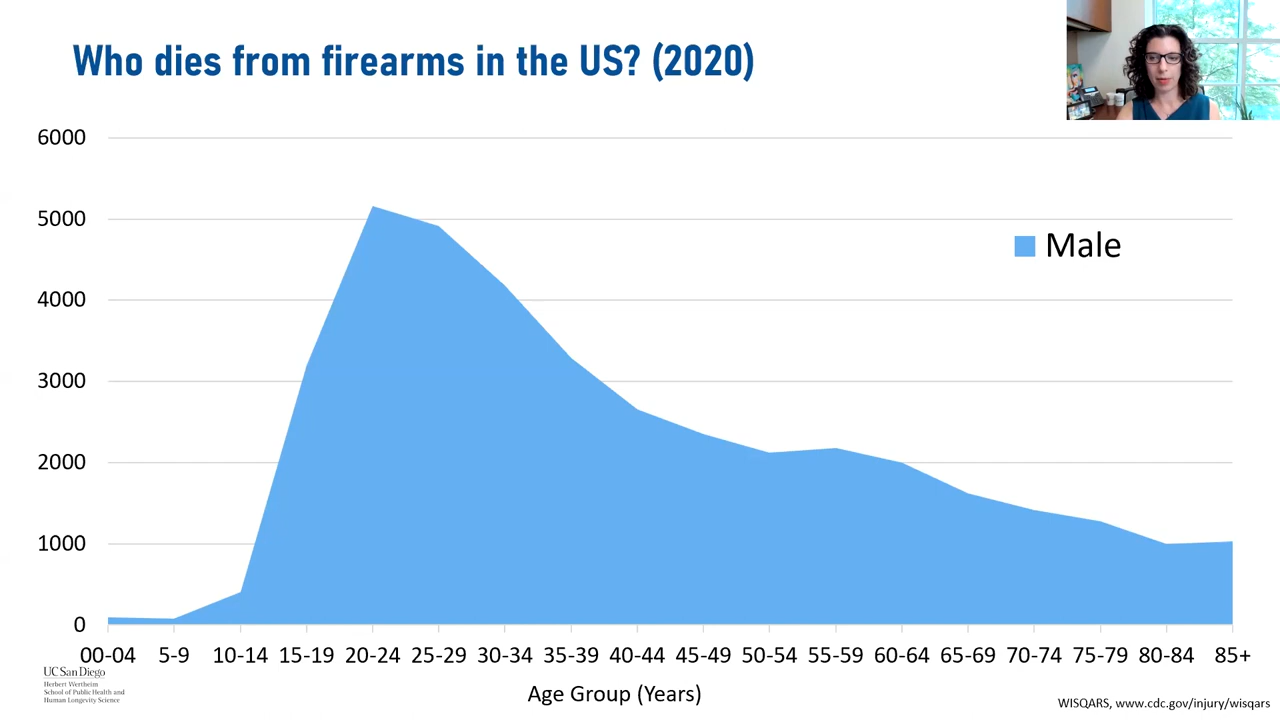 Who dies from firearms in the US? (2020)
6000
5000
4000
3000
2000
1000
0
Male
00-04 5-9 10-14 15-19 20-24 25-29 30-34 35-39 40-44 45-49 50-54 55-59 60-64 65-69 70-74 75-79 80-84 85+
Age Group (Years)
UC San Diego
Herbert Wertheim
School of Public Health and
Human Longevity Science
WISQARS, www.cdc.gov/injury/wisqars